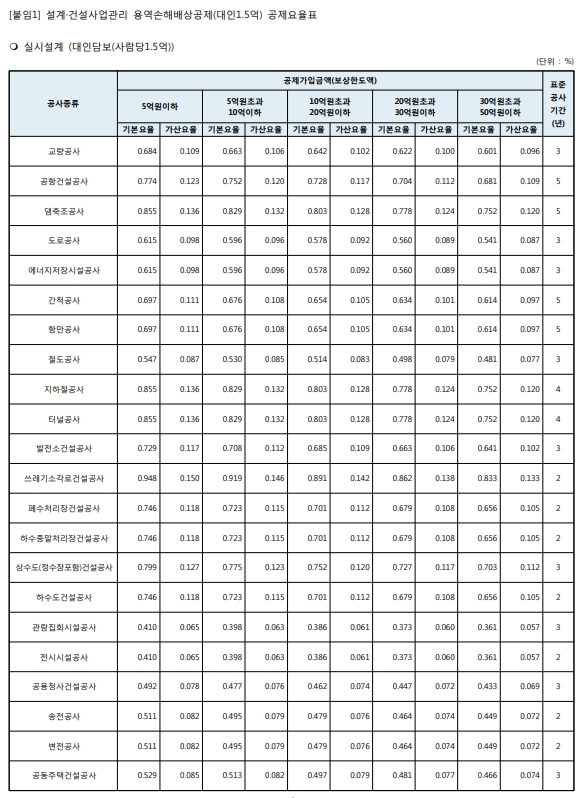 [붙임1] 설계·건설사업관리 용역손해배상공제(대인1.5억) 공제요율표
❍ 실시설계 (대인담보(사람당1.5억))
(단위 : %)
공사종류 공제가입금액(보상한도액) 표준 공사 기간 (년)
5억원이하 5억원초과 10억이하 10억원초과 20억원이하 20억원초과 30억원이하 30억원초과 50억원이하
기본요율 가산요율 기본요율 가산요율 기본요율 가산요율 기본요율 가산요율 기본요율 가산요율
교량공사 0.684 0.109 0.663 0.106 0.642 0.102 0.622 0.100 0.601 0.096 3
공항건설공사 0.774 0.123 0.752 0.120 0.728 0.117 0.704 0.112 0.681 0.109 5
댐축조공사 0.855 0.136 0.829 0.132 0.803 0.128 0.778 0.124 0.752 0.120 5
도로공사 0.615 0.098 0.596 0.096 0.578 0.092 0.560 0.089 0.541 0.087 3
에너지저장시설공사 0.615 0.098 0.596 0.096 0.578 0.092 0.560 0.089 0.541 0.087 3
간척공사 0.697 0.111 0.676 0.108 0.654 0.105 0.634 0.101 0.614 0.097 5
항만공사 0.697 0.111 0.676 0.108 0.654 0.105 0.634 0.101 0.614 0.097 5
철도공사 0.547 0.087 0.530 0.085 0.514 0.083 0.498 0.079 0.481 0.077 3
지하철공사 0.855 0.136 0.829 0.132 0.803 0.128 0.778 0.124 0.752 0.120 4
터널공사 0.855 0.136 0.829 0.132 0.803 0.128 0.778 0.124 0.752 0.120 4
발전소건설공사 0.729 0.117 0.708 0.112 0.685 0.109 0.663 0.106 0.641 0.102 3
쓰레기소각로건설공사 0.948 0.150 0.919 0.146 0.891 0.142 0.862 0.138 0.833 0.133 2
폐수처리장건설공사 0.746 0.118 0.723 0.115 0.701 0.112 0.679 0.108 0.656 0.105 2
하수종말처리장건설공사 0.746 0.118 0.723 0.115 0.701 0.112 0.679 0.108 0.656 0.105 2
상수도(정수장포함)건설공사 0.799 0.127 0.775 0.123 0.752 0.120 0.727 0.117 0.703 0.112 3
하수도건설공사 0.746 0.118 0.723 0.115 0.701 0.112 0.679 0.108 0.656 0.105 2
관람집회시설공사 0.410 0.065 0.398 0.063 0.386 0.061 0.373 0.060 0.361 0.057 3
전시시설공사 0.410 0.065 0.398 0.063 0.386 0.061 0.373 0.060 0.361 0.057 2
공용청사건설공사 0.492 0.078 0.477 0.076 0.462 0.074 0.447 0.072 0.433 0.069 3
송전공사 0.511 0.082 0.495 0.079 0.479 0.076 0.464 0.074 0.449 0.072 2
변전공사 0.511 0.082 0.495 0.079 0.479 0.076 0.464 0.074 0.449 0.072 2
공동주택건설공사 0.529 0.085 0.513 0.082 0.497 0.079 0.481 0.077 0.466 0.074 3